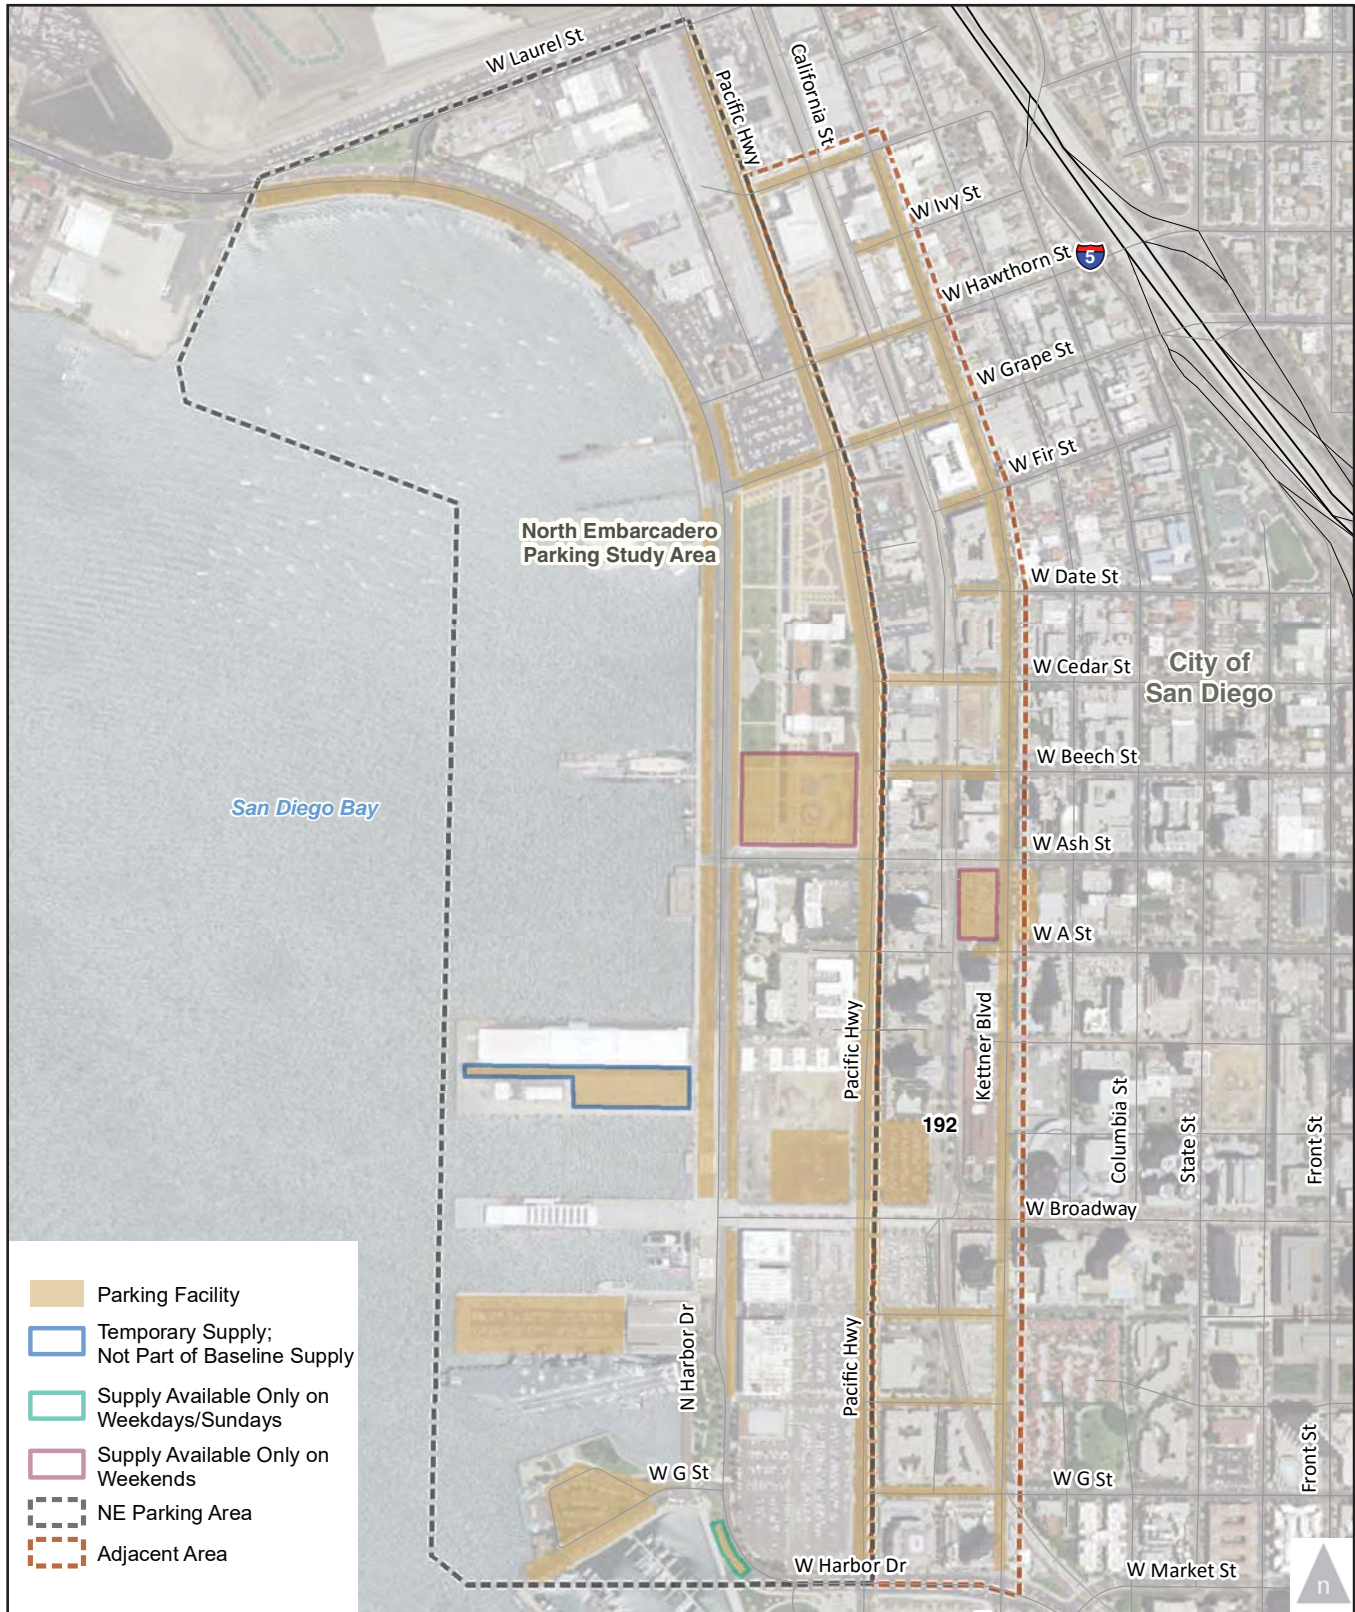 W Laurel St
Pacific Hwy
California St
W Ivy St
W Hawthorn St
5
W Grape St
W Fir St
North Embarcadero
Parking Study Area
W Date St
W Cedar St
City of
San Diego
W Beech St
San Diego Bay
W Ash St
W A St
Pacific Hwy
Kettner Blvd
192
Columbia St
State St
Front St
W Broadway
N Harbor Dr
Pacific Hwy
Front St
W G St
W G St
W Harbor Dr
W Market St
Parking Facility
Temporary Supply;
Not Part of Baseline Supply
Supply Available Only on
Weekdays/Sundays
Supply Available Only on
Weekends
NE Parking Area
Adjacent Area
n